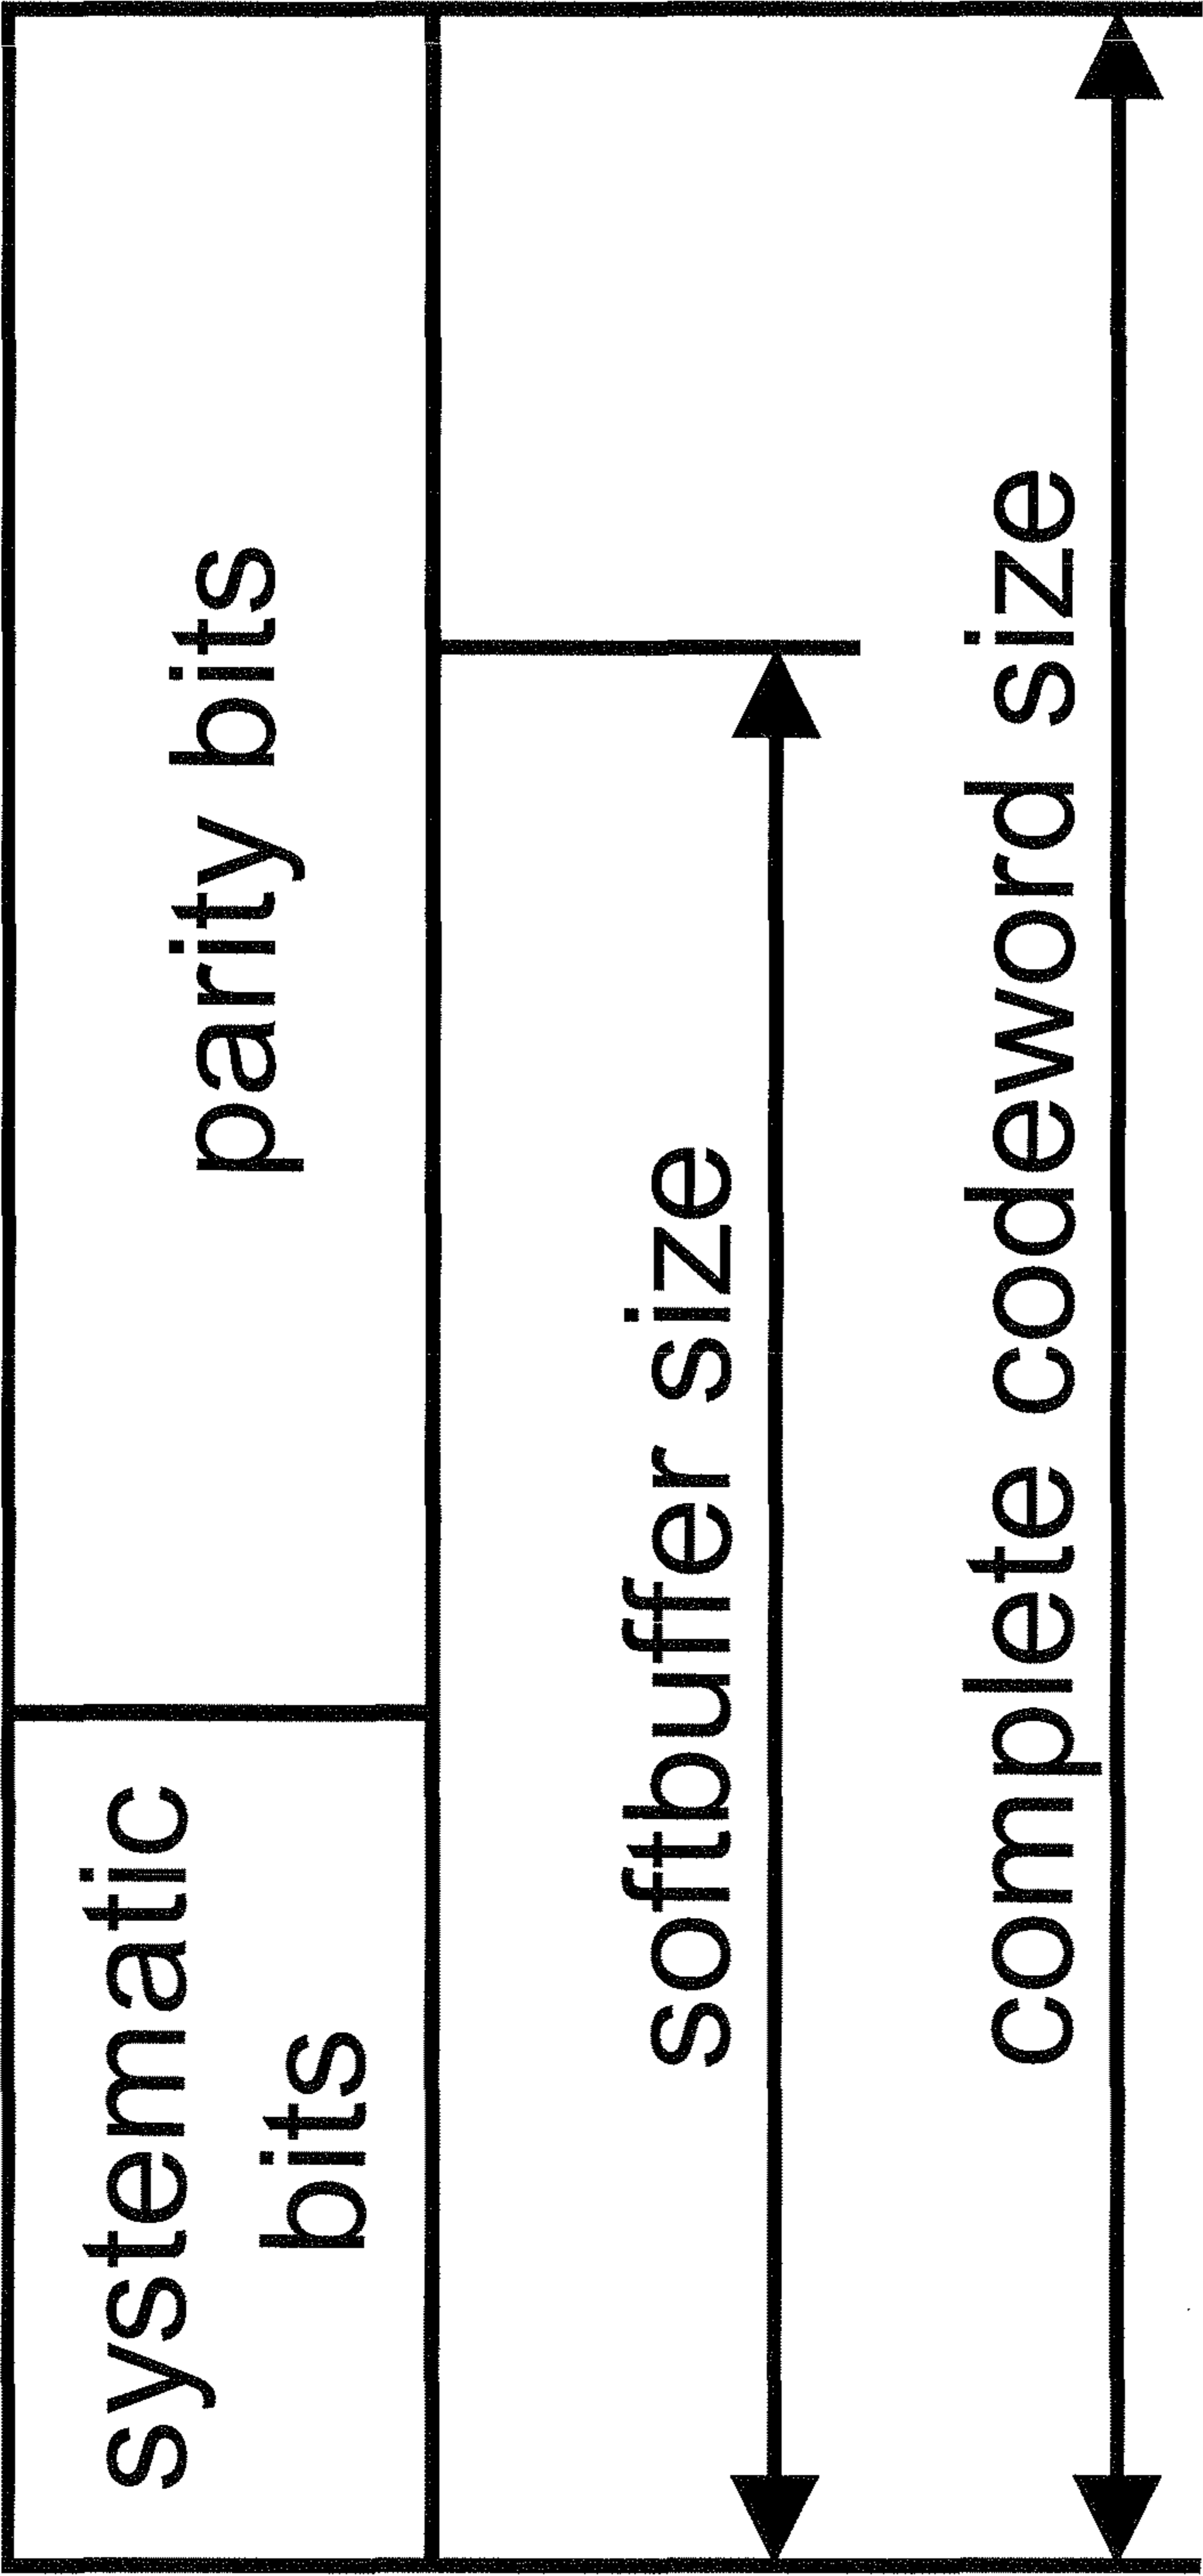 systematic
bits
parity bits
softbuffer size
complete codeword size